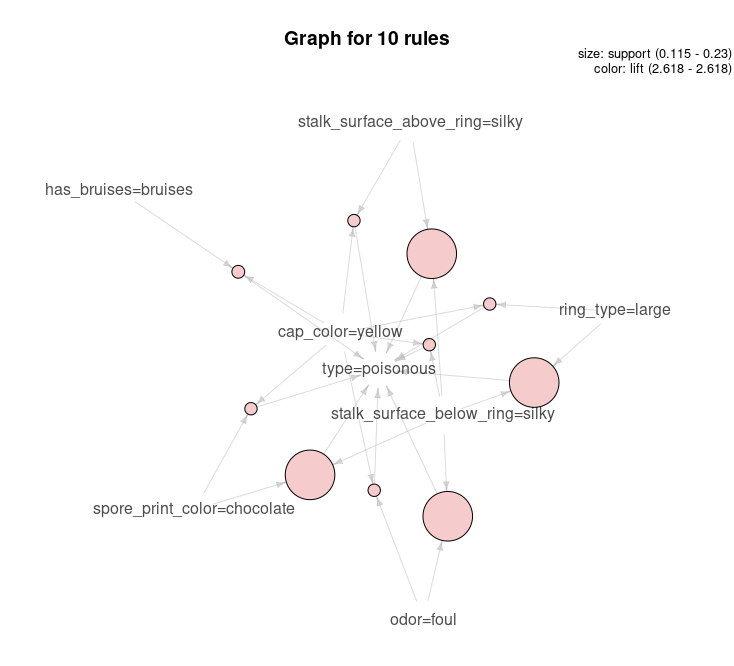 Graph for 10 rules
size: support (0.115 - 0.23)
color: lift (2.618 - 2.618)
stalk_surface_above_ring=silky
has_bruises=bruises
ring_type=large
cap_color=yellow
type=poisonous
stalk_surface_below_ring=silky
spore_print_color=chocolate
odor=foul